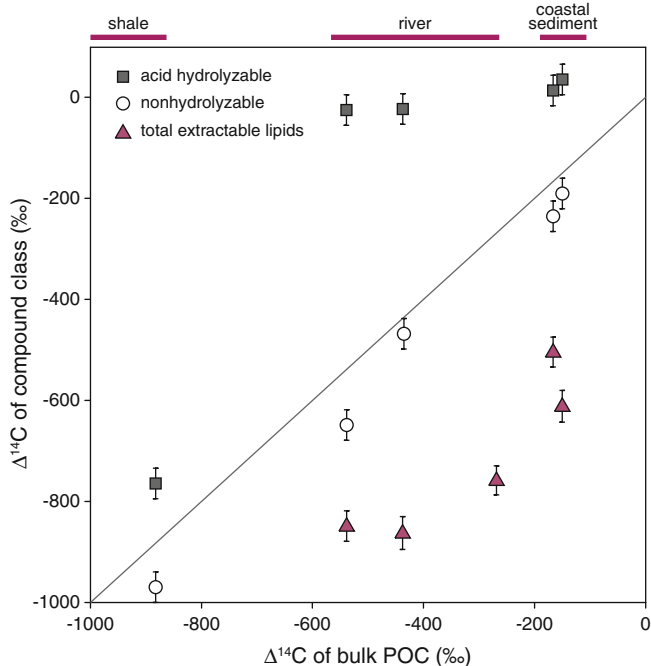 shale
river
coastal
sediment
acid hydrolyzable
nonhydrolyzable
total extractable lipids
0
-200
-400
-600
-800
-1000
Δ¹⁴C of compound class (‰)
-1000
-800
-600
-400
-200
0
Δ¹⁴C of bulk POC (‰)